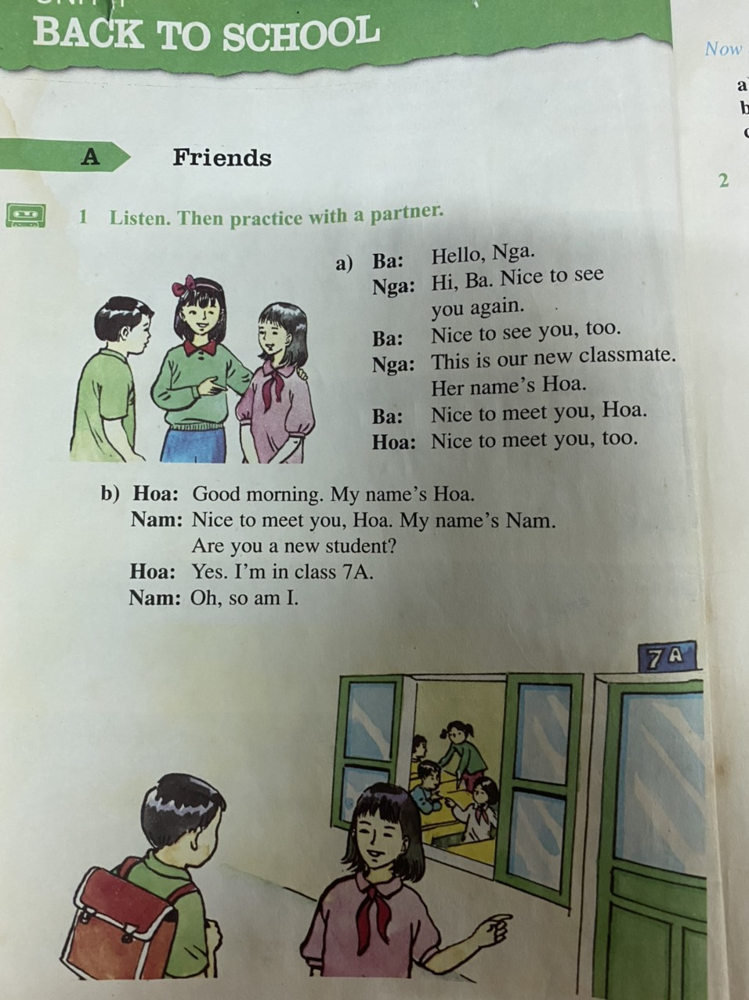 BACK TO SCHOOL
A Friends
1 Listen. Then practice with a partner.
a) Ba: Hello, Nga.
Nga: Hi, Ba. Nice to see
you again.
Ba: Nice to see you, too.
Nga: This is our new classmate.
Her name's Hoa.
Ba: Nice to meet you, Hoa.
Hoa: Nice to meet you, too.
b) Hoa: Good morning. My name's Hoa.
Nam: Nice to meet you, Hoa. My name's Nam.
Are you a new student?
Hoa: Yes. I'm in class 7A.
Nam: Oh, so am I.
7A
Now
a
2